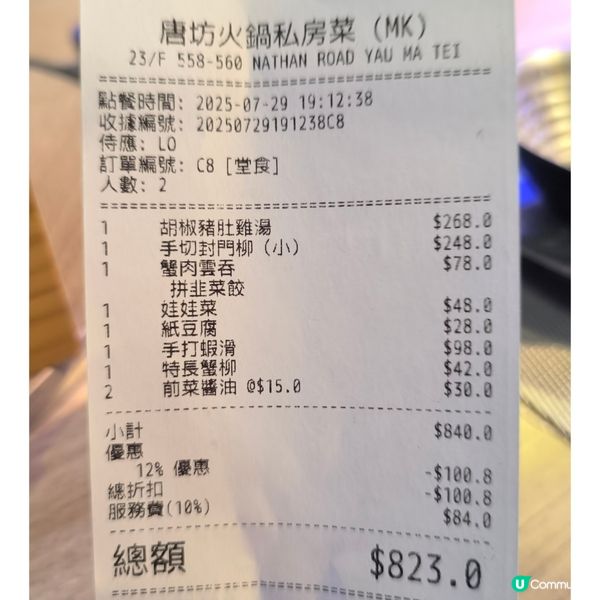 唐坊火鍋私房菜 (MK)
23/F 558-560 NATHAN ROAD YAU MA TEI
點餐時間: 2025-07-29 19:12:38
收據編號: 20250729191238C8
侍應: LO
訂單編號: C8 [堂食]
人數: 2
1 胡椒豬肚雞湯 $268.0
1 手切封門柳 (小) $248.0
1 蟹肉雲吞 $78.0
拼韭菜餃
1 娃娃菜 $48.0
1 紙豆腐 $28.0
1 手打蝦滑 $98.0
1 特長蟹柳 $42.0
2 前菜醬油 @$15.0 $30.0
小計 $840.0
優惠
12% 優惠 -$100.8
總折扣 -$100.8
服務費(10%) $84.0
總額 $823.0
U Commu